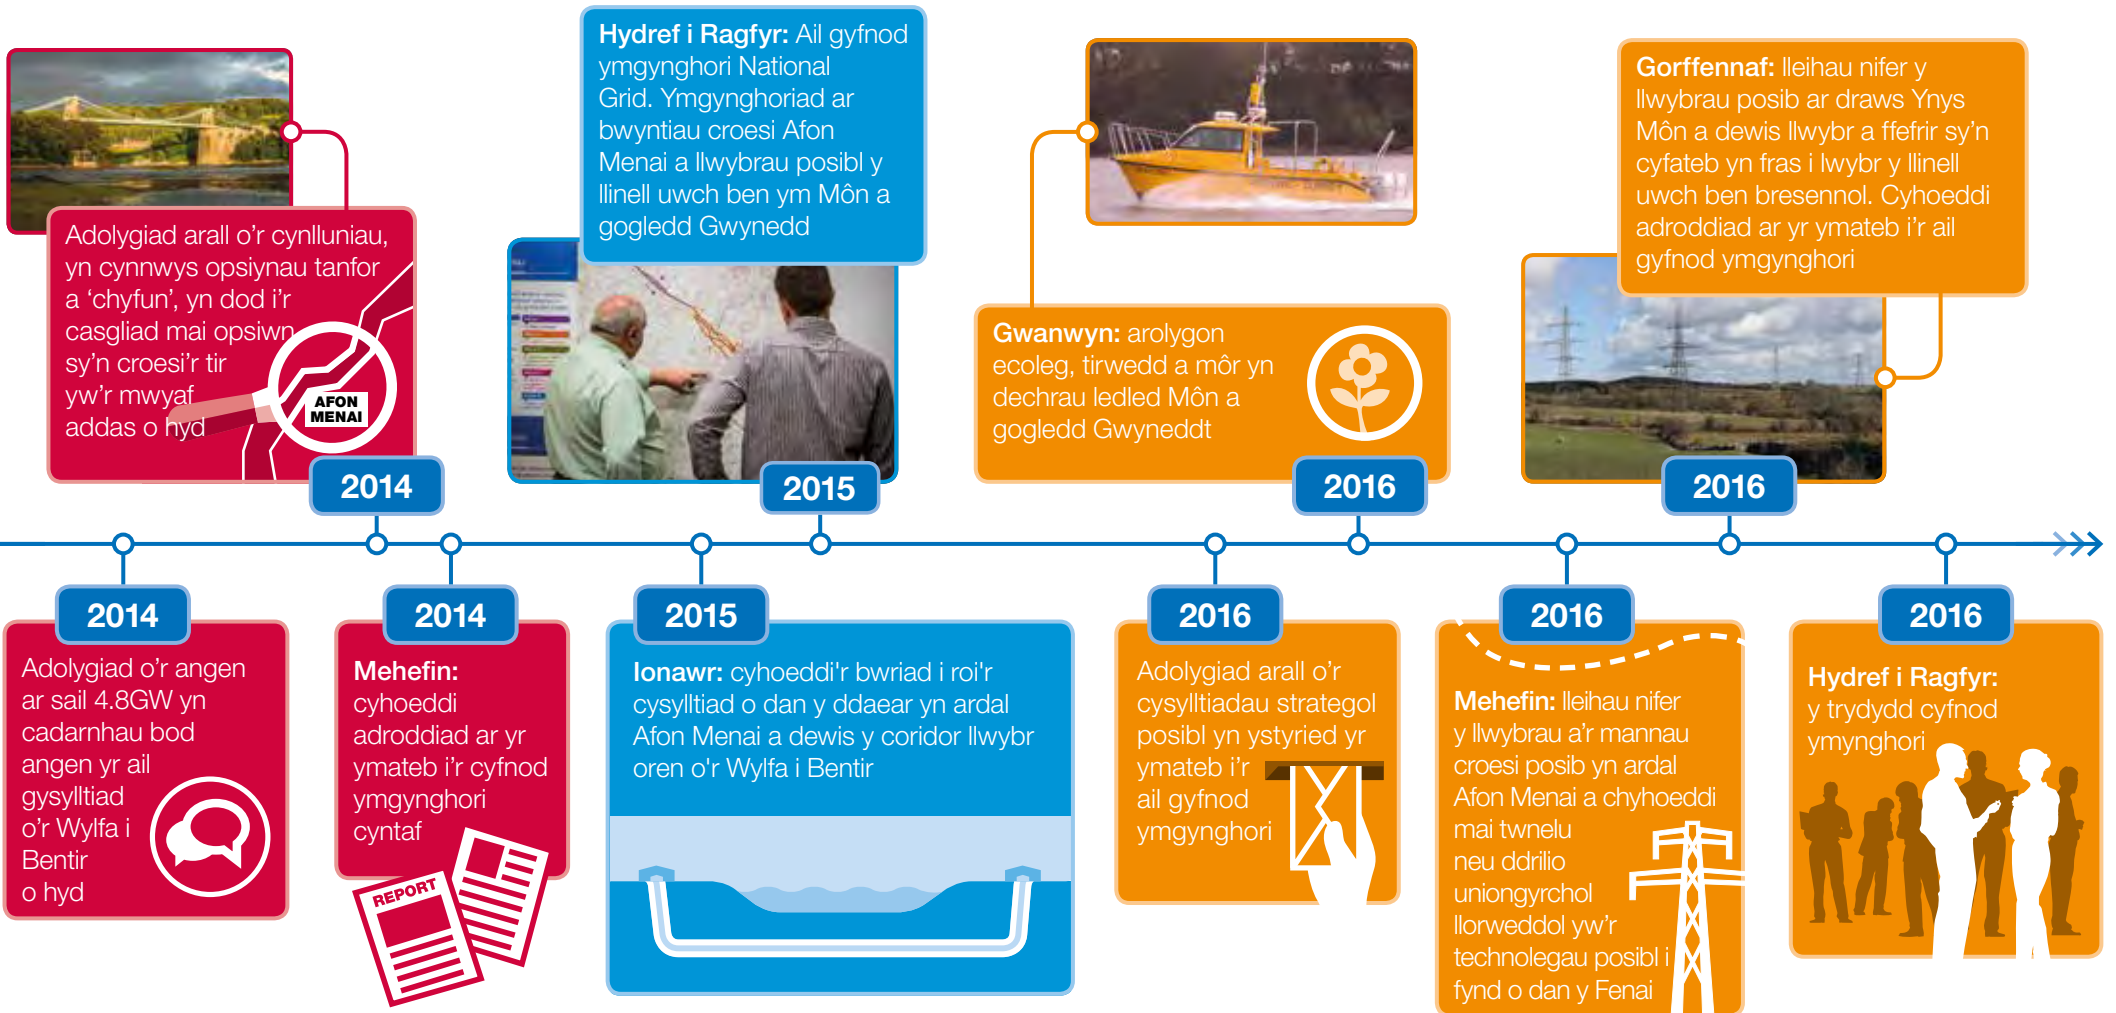 Adolygiad arall o'r cynlluniau,
yn cynnwys opsiynau tanfor
a 'chyfun', yn dod i'r
casgliad mai opsiwn
sy'n croesi'r tir
yw'r mwyaf
addas o hyd
AFON
MENAI
2014
Hydref i Ragfyr: Ail gyfnod
ymgynghori National
Grid. Ymgynghoriad ar
bwyntiau croesi Afon
Menai a llwybrau posibl y
llinell uwch ben ym Môn a
gogledd Gwynedd
2015
Gwanwyn: arolygon
ecoleg, tirwedd a môr yn
dechrau ledled Môn a
gogledd Gwyneddt
2016
Gorffennaf: lleihau nifer y
llwybrau posib ar draws Ynys
Môn a dewis llwybr a ffefrir sy'n
cyfateb yn fras i lwybr y llinell
uwch ben bresennol. Cyhoeddi
adroddiad ar yr ymateb i'r ail
gyfnod ymgynghori
2016
2014
Adolygiad o'r angen
ar sail 4.8GW yn
cadarnhau bod
angen yr ail
gysylltiad
o'r Wylfa i
Bentir
o hyd
2014
Mehefin:
cyhoeddi
adroddiad ar yr
ymateb i'r cyfnod
ymgynghori
cyntaf
REPORT
2015
Ionawr: cyhoeddi'r bwriad i roi'r
cysylltiad o dan y ddaear yn ardal
Afon Menai a dewis y coridor llwybr
oren o'r Wylfa i Bentir
2016
Adolygiad arall o'r
cysylltiadau strategol
posibl yn ystyried yr
ymateb i'r
ail gyfnod
ymgynghori
2016
Mehefin: lleihau nifer
y llwybrau a'r mannau
croesi posib yn ardal
Afon Menai a chyhoeddi
mai twnelu
neu ddrilio
uniongyrchol
llorweddol yw'r
technolegau posibl i
fynd o dan y Fenai
2016
Hydref i Ragfyr:
y trydydd cyfnod
ymynghori